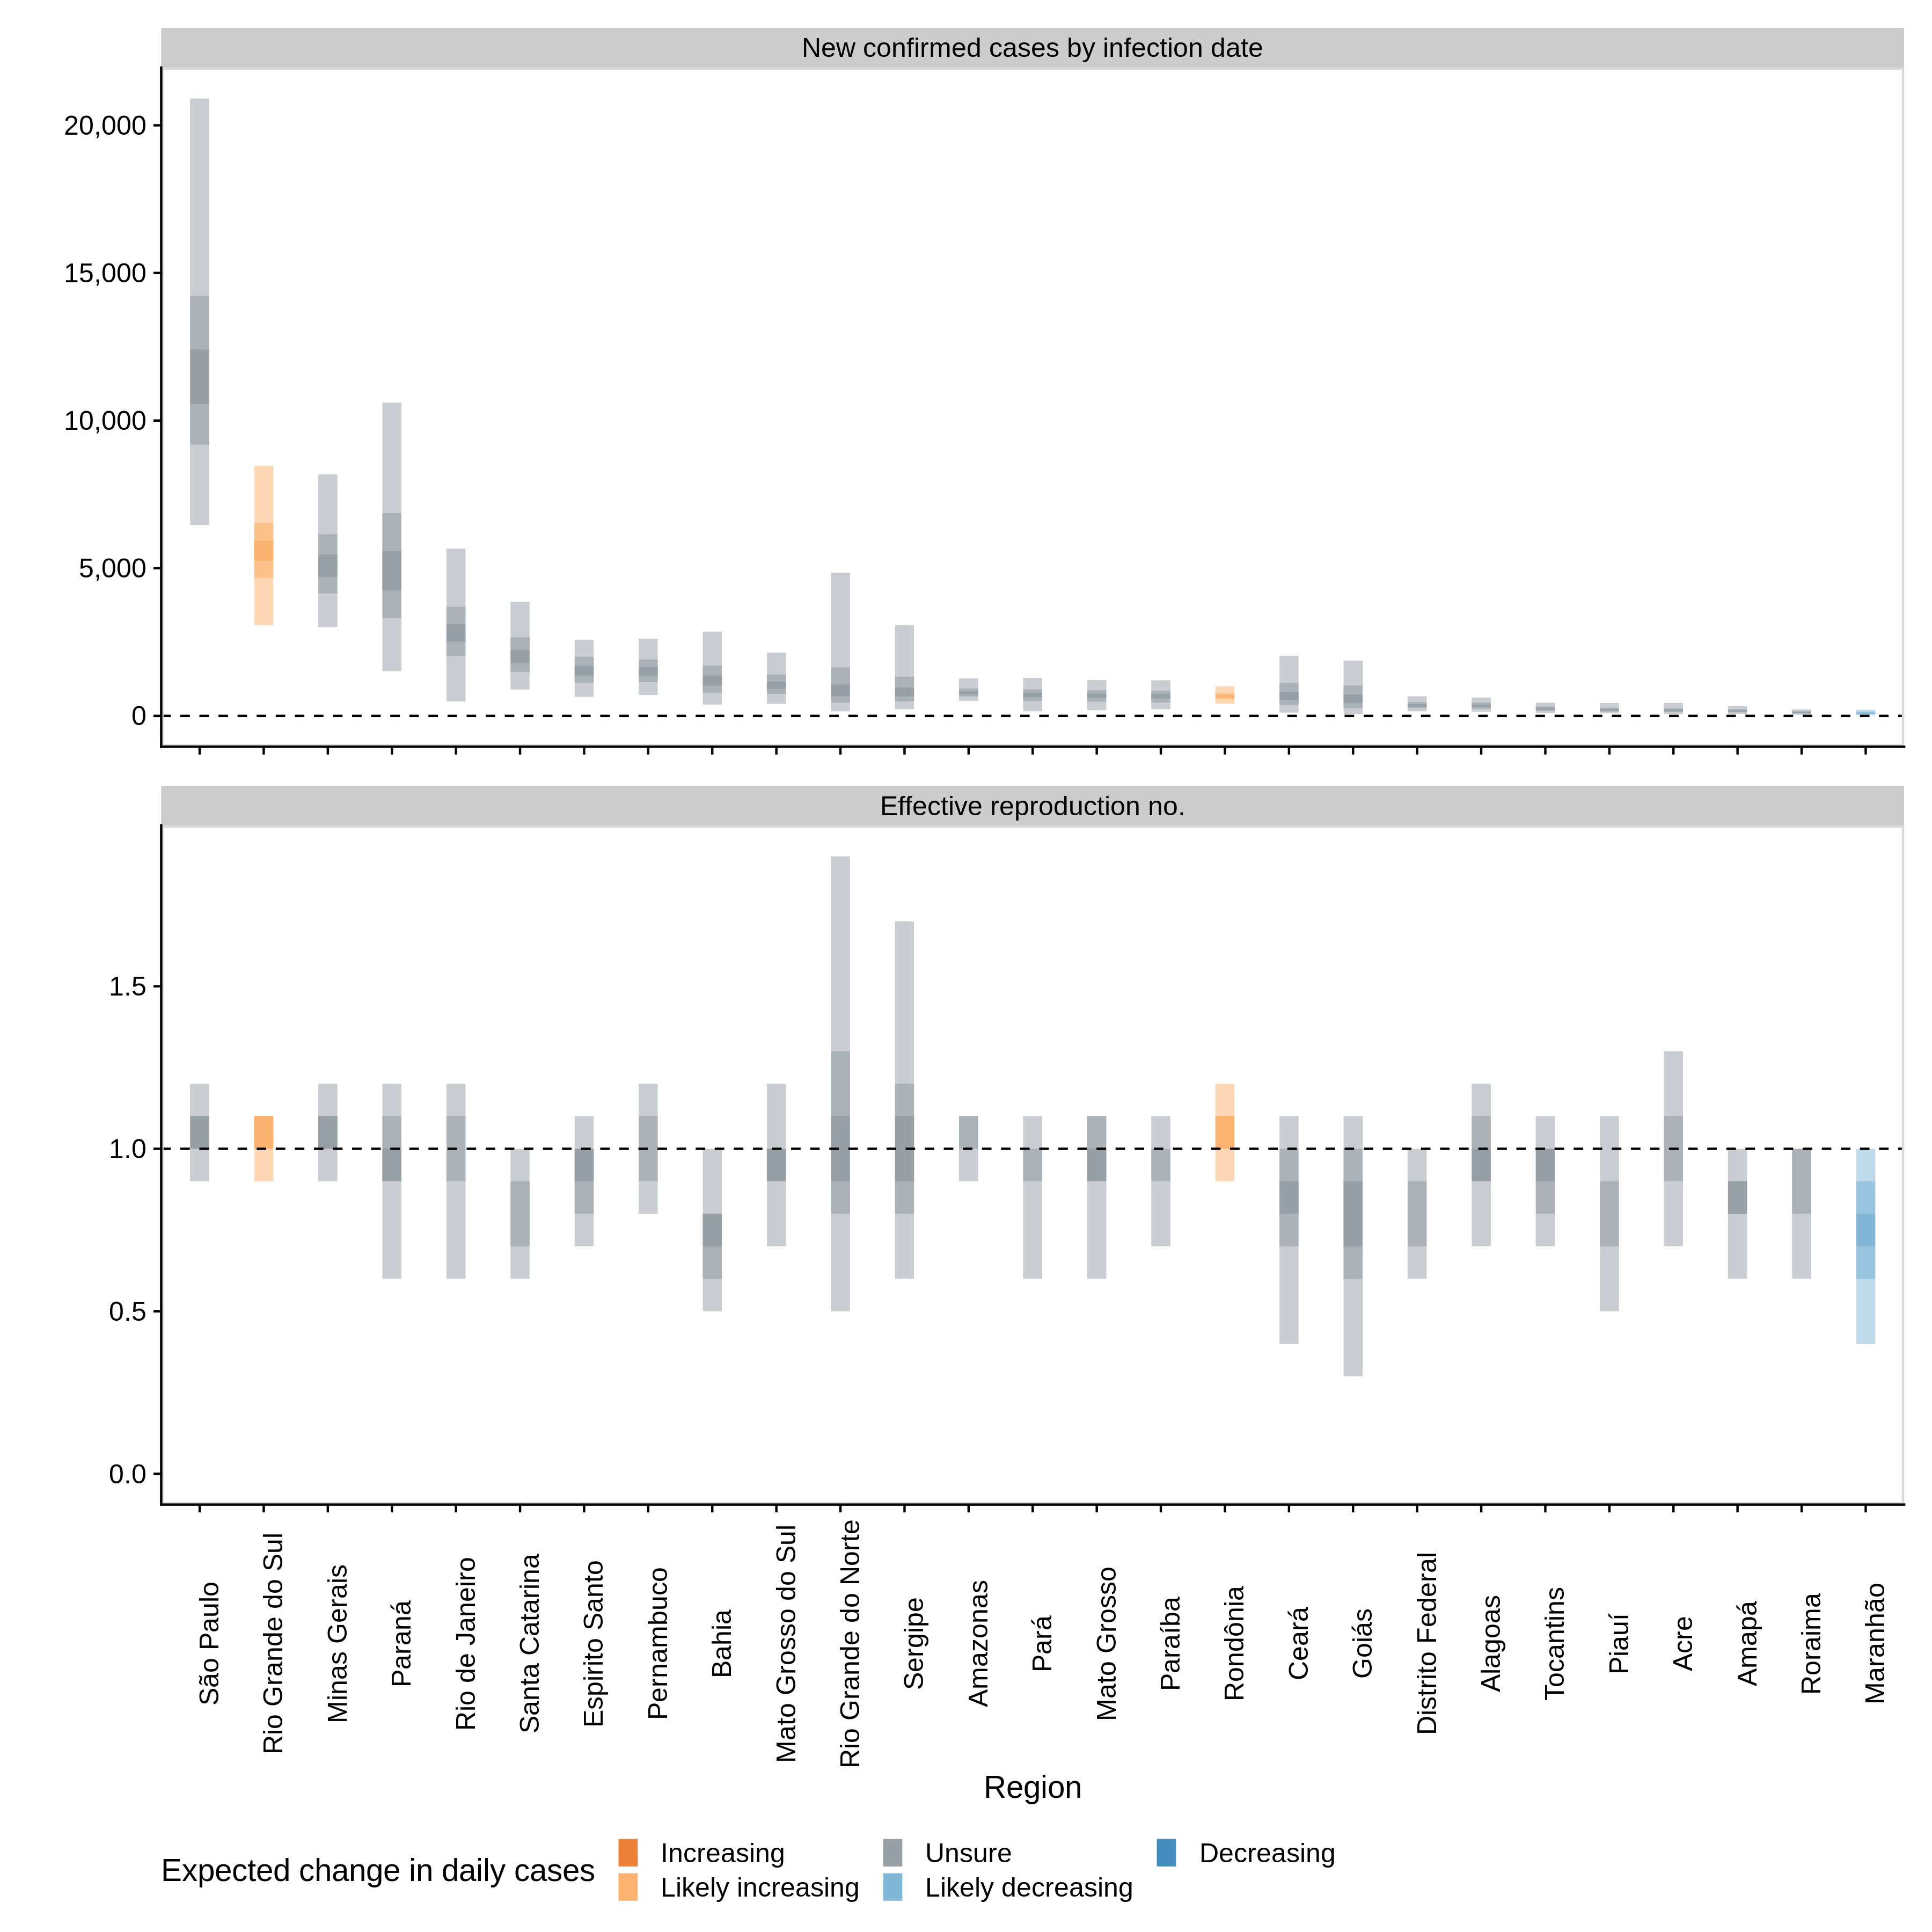 New confirmed cases by infection date
20,000
15,000
10,000
5,000
0
Effective reproduction no.
1.5
1.0
0.5
0.0
São Paulo
Rio Grande do Sul
Minas Gerais
Paraná
Rio de Janeiro
Santa Catarina
Espirito Santo
Pernambuco
Bahia
Mato Grosso do Sul
Rio Grande do Norte
Sergipe
Amazonas
Pará
Mato Grosso
Paraíba
Rondônia
Ceará
Goiás
Distrito Federal
Alagoas
Tocantins
Piauí
Acre
Amapá
Roraima
Maranhão
Region
Expected change in daily cases
Increasing
Likely increasing
Unsure
Likely decreasing
Decreasing